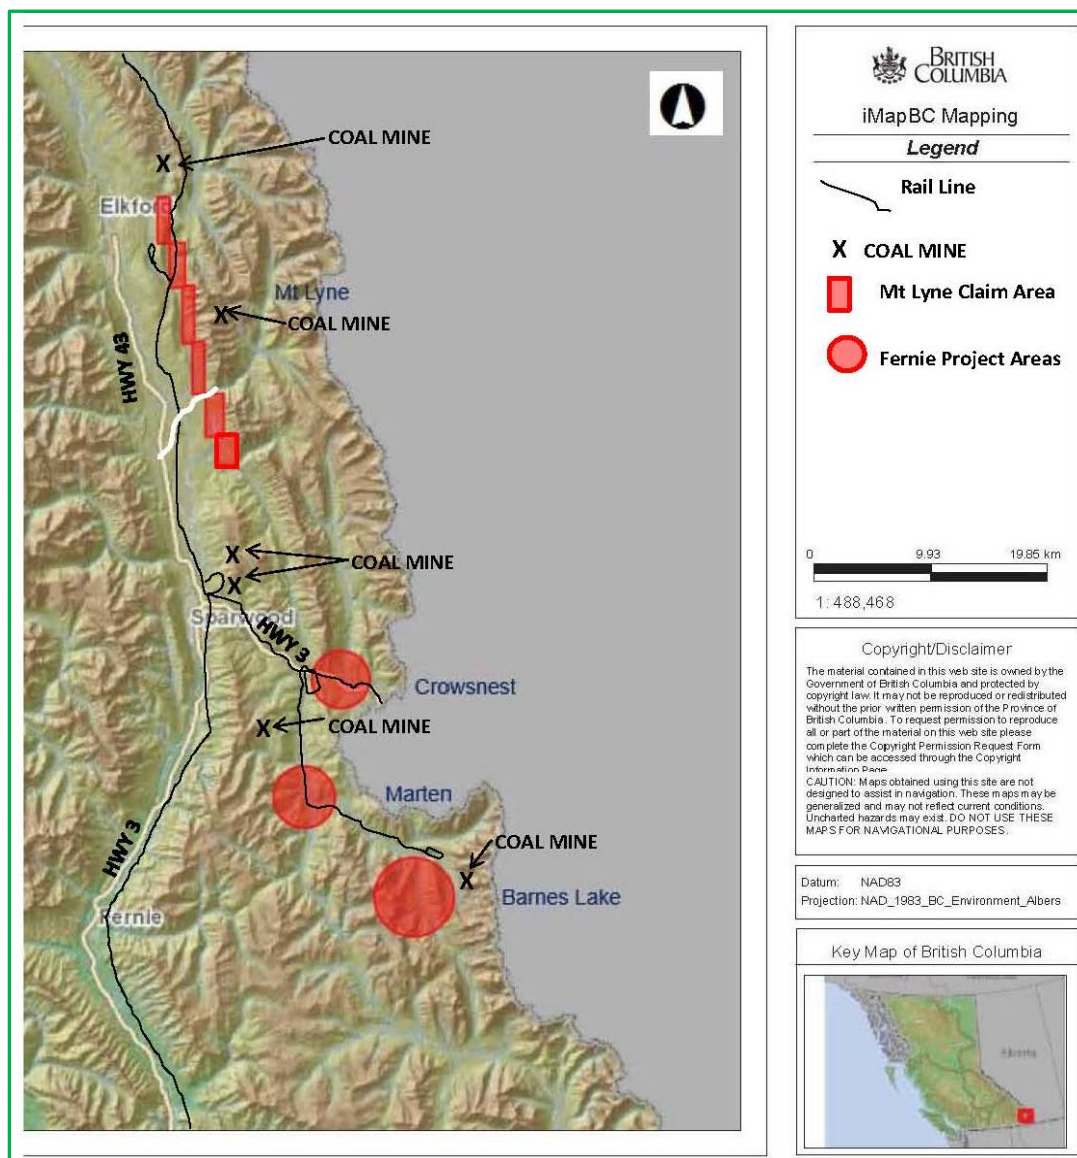 COAL MINE
X
Elkford
Mt Lyne
X
COAL MINE
HWY 43
X
COAL MINE
X
Sparwood
HWY 3
Crowsnest
X
COAL MINE
Marten
COAL MINE
X
Barnes Lake
HWY 3
Fernie
BRITISH
COLUMBIA
iMapBC Mapping
Legend
Rail Line
X COAL MINE
Mt Lyne Claim Area
Fernie Project Areas
0 9.93 19.85 km
1: 488,468
Copyright/Disclaimer
The material contained in this web site is owned by the
Government of British Columbia and protected by
copyright law. It may not be reproduced or redistributed
without the prior written permission of the Province of
British Columbia. To request permission to reproduce
all or part of the material on this web site please
complete the Copyright Permission Request Form
which can be accessed through the Copyright
Information Page.
CAUTION: Maps obtained using this site are not
designed to assist in navigation. These maps may be
generalized and may not reflect current conditions.
Uncharted hazards may exist. DO NOT USE THESE
MAPS FOR NAVIGATIONAL PURPOSES.
Datum: NAD83
Projection: NAD_1983_BC_Environment_Albers
Key Map of British Columbia
Alberta